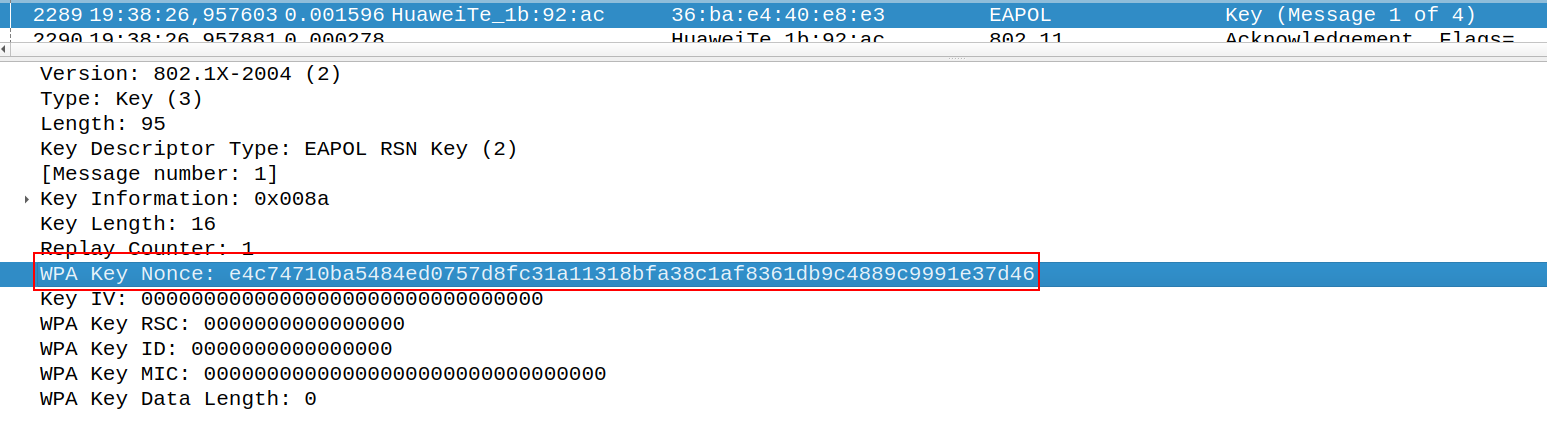 2289 19:38:26,957603 0.001596 HuaweiTe_1b:92:ac 36:ba:e4:40:e8:e3 EAPOL Key (Message 1 of 4)
2290 19:38:26,957881 0.000278 HuaweiTe_1b:92:ac 802.11 Acknowledgement, Flags=
Version: 802.1X-2004 (2)
Type: Key (3)
Length: 95
Key Descriptor Type: EAPOL RSN Key (2)
[Message number: 1]
Key Information: 0x008a
Key Length: 16
Replay Counter: 1
WPA Key Nonce: e4c74710ba5484ed0757d8fc31a11318bfa38c1af8361db9c4889c9991e37d46
Key IV: 00000000000000000000000000000000
WPA Key RSC: 0000000000000000
WPA Key ID: 0000000000000000
WPA Key MIC: 00000000000000000000000000000000
WPA Key Data Length: 0